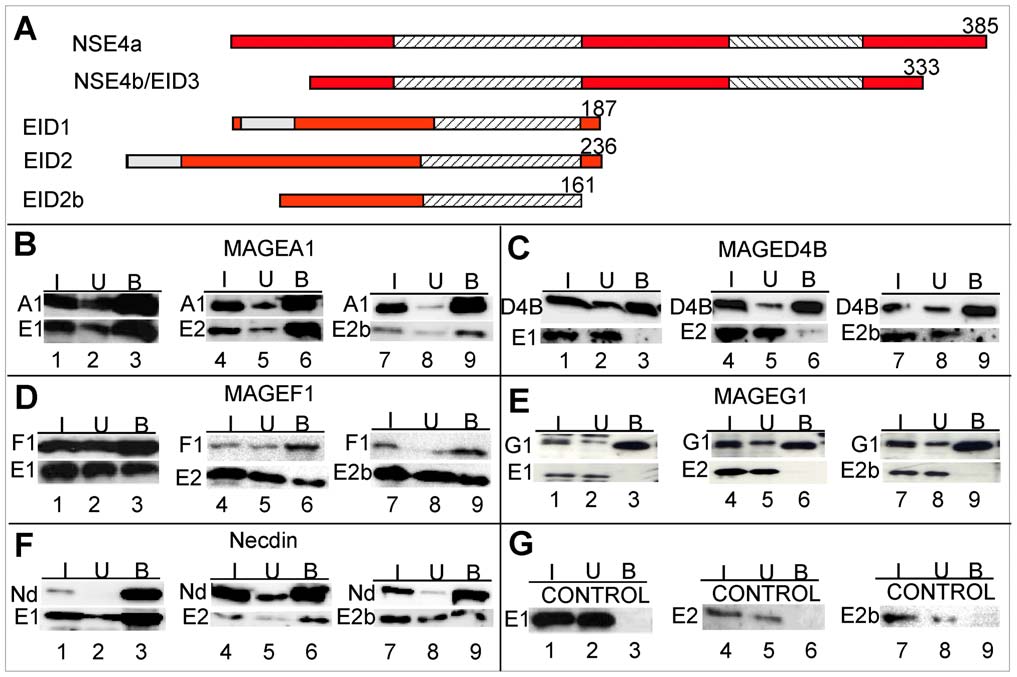 A
NSE4a
385
NSE4b/EID3
333
EID1
187
EID2
236
EID2b
161
B
MAGEA1
I U B
I U B
I U B
A1
A1
A1
E1
E2
E2b
1 2 3
4 5 6
7 8 9
C
MAGED4B
I U B
I U B
I U B
D4B
D4B
D4B
E1
E2
E2b
1 2 3
4 5 6
7 8 9
D
MAGEF1
I U B
I U B
I U B
F1
F1
F1
E1
E2
E2b
1 2 3
4 5 6
7 8 9
E
MAGEG1
I U B
I U B
I U B
G1
G1
G1
E1
E2
E2b
1 2 3
4 5 6
7 8 9
F
Necdin
I U B
I U B
I U B
Nd
Nd
Nd
E1
E2
E2b
1 2 3
4 5 6
7 8 9
G
I U B
I U B
I U B
CONTROL
CONTROL
CONTROL
E1
E2
E2b
1 2 3
4 5 6
7 8 9